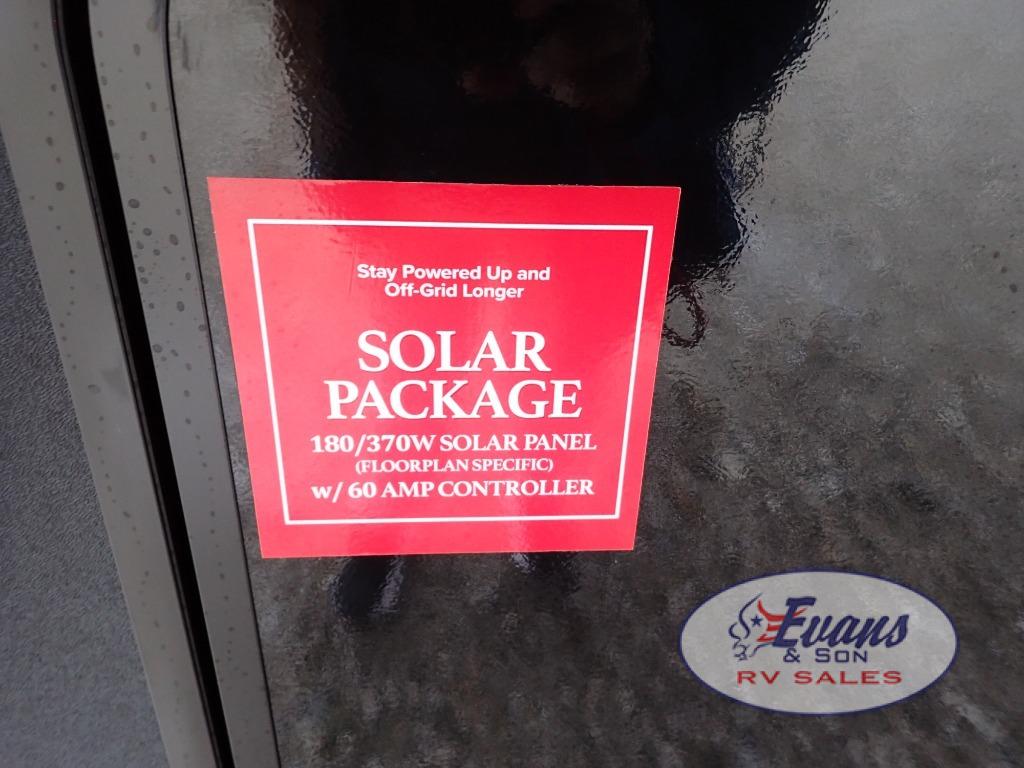 Stay Powered Up and
Off-Grid Longer
SOLAR
PACKAGE
180/370W SOLAR PANEL
(FLOORPLAN SPECIFIC)
w/ 60 AMP CONTROLLER
Evans
& SON
RV SALES